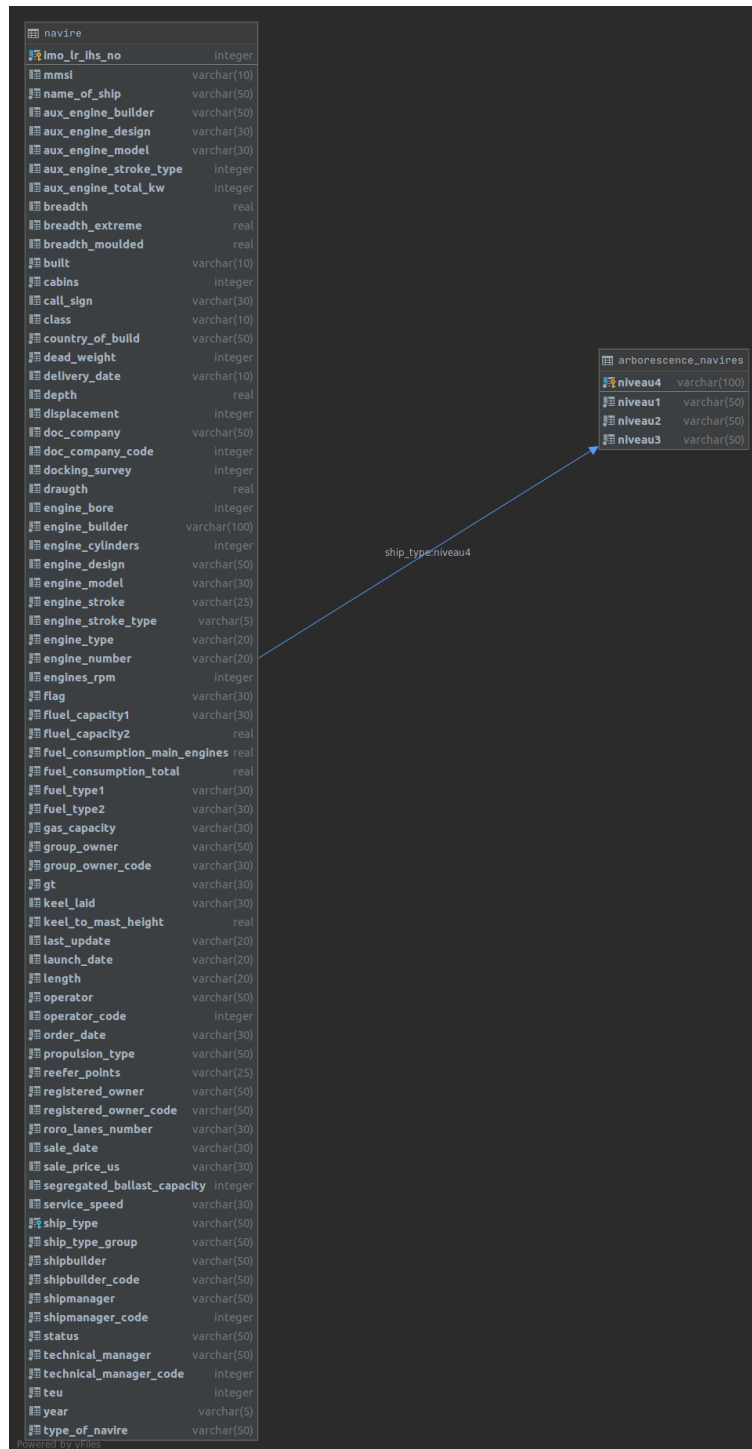 navire
imo_lr_ihs_no integer
mmsi varchar(10)
name_of_ship varchar(50)
aux_engine_builder varchar(50)
aux_engine_design varchar(30)
aux_engine_model varchar(30)
aux_engine_stroke_type integer
aux_engine_total_kw integer
breadth real
breadth_extreme real
breadth_moulded real
built varchar(10)
cabins integer
call_sign varchar(30)
class varchar(10)
country_of_build varchar(50)
dead_weight integer
delivery_date varchar(10)
depth real
displacement integer
doc_company varchar(50)
doc_company_code integer
docking_survey integer
draugth real
engine_bore integer
engine_builder varchar(100)
engine_cylinders integer
engine_design varchar(50)
engine_model varchar(30)
engine_stroke varchar(25)
engine_stroke_type varchar(5)
engine_type varchar(20)
engine_number varchar(20)
engines_rpm integer
flag varchar(30)
fluel_capacity1 varchar(30)
fluel_capacity2 real
fuel_consumption_main_engines real
fuel_consumption_total real
fuel_type1 varchar(30)
fuel_type2 varchar(30)
gas_capacity varchar(30)
group_owner varchar(50)
group_owner_code varchar(30)
gt varchar(30)
keel_laid varchar(30)
keel_to_mast_height real
last_update varchar(20)
launch_date varchar(20)
length varchar(20)
operator varchar(50)
operator_code integer
order_date varchar(30)
propulsion_type varchar(50)
reefer_points varchar(25)
registered_owner varchar(50)
registered_owner_code varchar(50)
roro_lanes_number varchar(30)
sale_date varchar(30)
sale_price_us varchar(30)
segregated_ballast_capacity integer
service_speed varchar(30)
ship_type varchar(50)
ship_type_group varchar(50)
shipbuilder varchar(50)
shipbuilder_code varchar(50)
shipmanager varchar(50)
shipmanager_code integer
status varchar(50)
technical_manager varchar(50)
technical_manager_code integer
teu integer
year varchar(5)
type_of_navire varchar(50)
Powered by yFiles
ship_type:niveau4
arborescence_navires
niveau4 varchar(100)
niveau1 varchar(50)
niveau2 varchar(50)
niveau3 varchar(50)